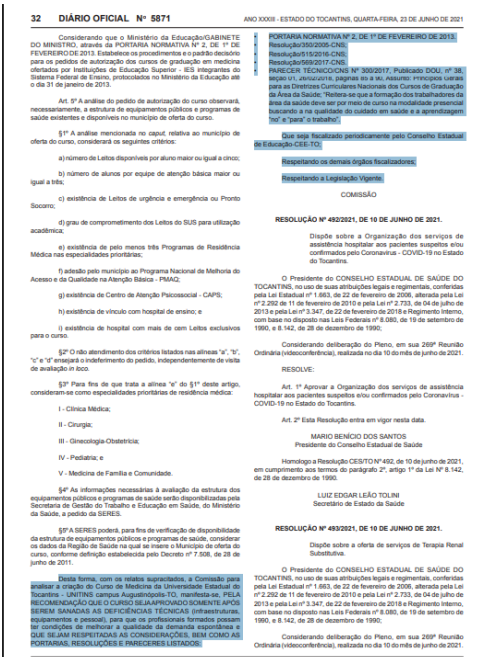 32 DIÁRIO OFICIAL Nº 5871 ANO XXXIII - ESTADO DO TOCANTINS, QUARTA-FEIRA, 23 DE JUNHO DE 2021
Considerando que o Ministério da Educação/GABINETE
DO MINISTRO, através da PORTARIA NORMATIVA Nº 2, DE 1º DE
FEVEREIRO DE 2013. Estabelece os procedimentos e o padrão decisório
para os pedidos de autorização dos cursos de graduação em medicina
ofertados por Instituições de Educação Superior - IES integrantes do
Sistema Federal de Ensino, protocolados no Ministério da Educação até
o dia 31 de janeiro de 2013.
Art. 5º A análise do pedido de autorização do curso observará,
necessariamente, a estrutura de equipamentos públicos e programas de
saúde existentes e disponíveis no município de oferta do curso.
§1º A análise mencionada no caput, relativa ao município de
oferta do curso, considerará os seguintes critérios:
a) número de Leitos disponíveis por aluno maior ou igual a cinco;
b) número de alunos por equipe de atenção básica maior ou
igual a três;
c) existência de Leitos de urgência e emergência ou Pronto
Socorro;
d) grau de comprometimento dos Leitos do SUS para utilização
acadêmica;
e) existência de pelo menos três Programas de Residência
Médica nas especialidades prioritárias;
f) adesão pelo município ao Programa Nacional de Melhoria do
Acesso e da Qualidade na Atenção Básica - PMAQ;
g) existência de Centro de Atenção Psicossocial - CAPS;
h) existência de vínculo com hospital de ensino; e
i) existência de hospital com mais de cem Leitos exclusivos
para o curso.
§2º O não atendimento dos critérios listados nas alíneas "a", "b",
"c" e "d" ensejará o indeferimento do pedido, independentemente de visita
de avaliação in loco.
§3º Para fins de que trata a alínea "e" do §1º deste artigo,
consideram-se como especialidades prioritárias de residência médica:
I - Clínica Médica;
II - Cirurgia;
III - Ginecologia-Obstetrícia;
IV - Pediatria; e
V - Medicina de Família e Comunidade.
§4º As informações necessárias à avaliação da estrutura dos
equipamentos públicos e programas de saúde serão disponibilizadas pela
Secretaria de Gestão do Trabalho e Educação em Saúde, do Ministério
da Saúde, a pedido da SERES.
§5º A SERES poderá, para fins de verificação de disponibilidade
da estrutura de equipamentos públicos e programas de saúde, considerar
os dados da Região de Saúde na qual se insere o Município de oferta do
curso, conforme definição estabelecida pelo Decreto nº 7.508, de 28 de
junho de 2011.
Desta forma, com os relatos supracitados, a Comissão para
analisar a criação do Curso de Medicina da Universidade Estadual do
Tocantins - UNITINS campus Augustinópolis-TO, manifesta-se, PELA
RECOMENDAÇÃO QUE O CURSO SEJA APROVADO SOMENTE APÓS
SEREM SANADAS AS DEFICIÊNCIAS TÉCNICAS (infraestruturas,
equipamentos e pessoal), para que os profissionais formados possam
ter condições de melhorar a qualidade da demanda espontânea e
QUE SEJAM RESPEITADAS AS CONSIDERAÇÕES, BEM COMO AS
PORTARIAS, RESOLUÇÕES E PARECERES LISTADOS:
• PORTARIA NORMATIVA Nº 2, DE 1º DE FEVEREIRO DE 2013.
• Resolução/350/2005-CNS;
• Resolução/515/2016-CNS;
• Resolução/569/2017-CNS.
• PARECER TÉCNICO/CNS Nº 300/2017, Publicado DOU, nº 38,
seção 01, 26/02/2018, páginas 85 a 90. Assunto: Princípios Gerais
para as Diretrizes Curriculares Nacionais dos Cursos de Graduação
da Área da Saúde; "Reitera-se que a formação dos trabalhadores da
área da saúde deve ser por meio de curso na modalidade presencial
buscando a na qualidade do cuidado em saúde e a aprendizagem
"no" e "para" o trabalho".
Que seja fiscalizado periodicamente pelo Conselho Estadual
de Educação-CEE-TO;
Respeitando os demais órgãos fiscalizadores;
Respeitando a Legislação Vigente.
COMISSÃO
RESOLUÇÃO Nº 492/2021, DE 10 DE JUNHO DE 2021.
Dispõe sobre a Organização dos serviços de
assistência hospitalar aos pacientes suspeitos e/ou
confirmados pelo Coronavírus - COVID-19 no Estado
do Tocantins.
O Presidente do CONSELHO ESTADUAL DE SAÚDE DO
TOCANTINS, no uso de suas atribuições legais e regimentais, conferidas
pela Lei Estadual nº 1.663, de 22 de fevereiro de 2006, alterada pela Lei
nº 2.292 de 11 de fevereiro de 2010 e pela Lei nº 2.733, de 04 de julho de
2013 e pela Lei nº 3.347, de 22 de fevereiro de 2018 e Regimento Interno,
com base no disposto nas Leis Federais nº 8.080, de 19 de setembro de
1990, e 8.142, de 28 de dezembro de 1990;
Considerando deliberação do Pleno, em sua 269ª Reunião
Ordinária (videoconferência), realizada no dia 10 do mês de junho de 2021.
RESOLVE:
Art. 1º Aprovar a Organização dos serviços de assistência
hospitalar aos pacientes suspeitos e/ou confirmados pelo Coronavírus -
COVID-19 no Estado do Tocantins.
Art. 2º Esta Resolução entra em vigor nesta data.
MARIO BENÍCIO DOS SANTOS
Presidente do Conselho Estadual de Saúde
Homologo a Resolução CES/TO Nº 492, de 10 de junho de 2021,
em cumprimento aos termos do parágrafo 2º, artigo 1º da Lei Nº 8.142,
de 28 de dezembro de 1990.
LUIZ EDGAR LEÃO TOLINI
Secretário de Estado da Saúde
RESOLUÇÃO Nº 493/2021, DE 10 DE JUNHO DE 2021.
Dispõe sobre a oferta de serviços de Terapia Renal
Substitutiva.
O Presidente do CONSELHO ESTADUAL DE SAÚDE DO
TOCANTINS, no uso de suas atribuições legais e regimentais, conferidas
pela Lei Estadual nº 1.663, de 22 de fevereiro de 2006, alterada pela Lei
nº 2.292 de 11 de fevereiro de 2010 e pela Lei nº 2.733, de 04 de julho de
2013 e pela Lei nº 3.347, de 22 de fevereiro de 2018 e Regimento Interno,
com base no disposto nas Leis Federais nº 8.080, de 19 de setembro de
1990, e 8.142, de 28 de dezembro de 1990;
Considerando deliberação do Pleno, em sua 269ª Reunião
Ordinária (videoconferência), realizada no dia 10 do mês de junho de 2021.